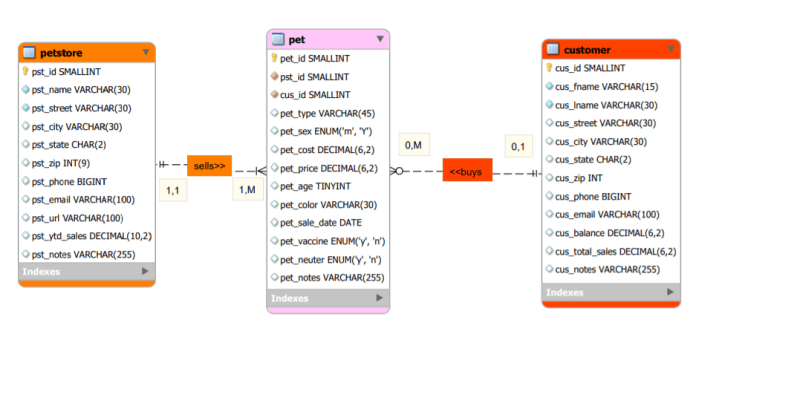 petstore
pst_id SMALLINT
pst_name VARCHAR(30)
pst_street VARCHAR(30)
pst_city VARCHAR(30)
pst_state CHAR(2)
pst_zip INT(9)
pst_phone BIGINT
pst_email VARCHAR(100)
pst_url VARCHAR(100)
pst_ytd_sales DECIMAL(10,2)
pst_notes VARCHAR(255)
Indexes
1,1
sells>>
1,M
pet
pet_id SMALLINT
pst_id SMALLINT
cus_id SMALLINT
pet_type VARCHAR(45)
pet_sex ENUM('m', 'f')
pet_cost DECIMAL(6,2)
pet_price DECIMAL(6,2)
pet_age TINYINT
pet_color VARCHAR(30)
pet_sale_date DATE
pet_vaccine ENUM('y', 'n')
pet_neuter ENUM('y', 'n')
pet_notes VARCHAR(255)
Indexes
0,M
<<buys
0,1
customer
cus_id SMALLINT
cus_fname VARCHAR(15)
cus_lname VARCHAR(30)
cus_street VARCHAR(30)
cus_city VARCHAR(30)
cus_state CHAR(2)
cus_zip INT
cus_phone BIGINT
cus_email VARCHAR(100)
cus_balance DECIMAL(6,2)
cus_total_sales DECIMAL(6,2)
cus_notes VARCHAR(255)
Indexes